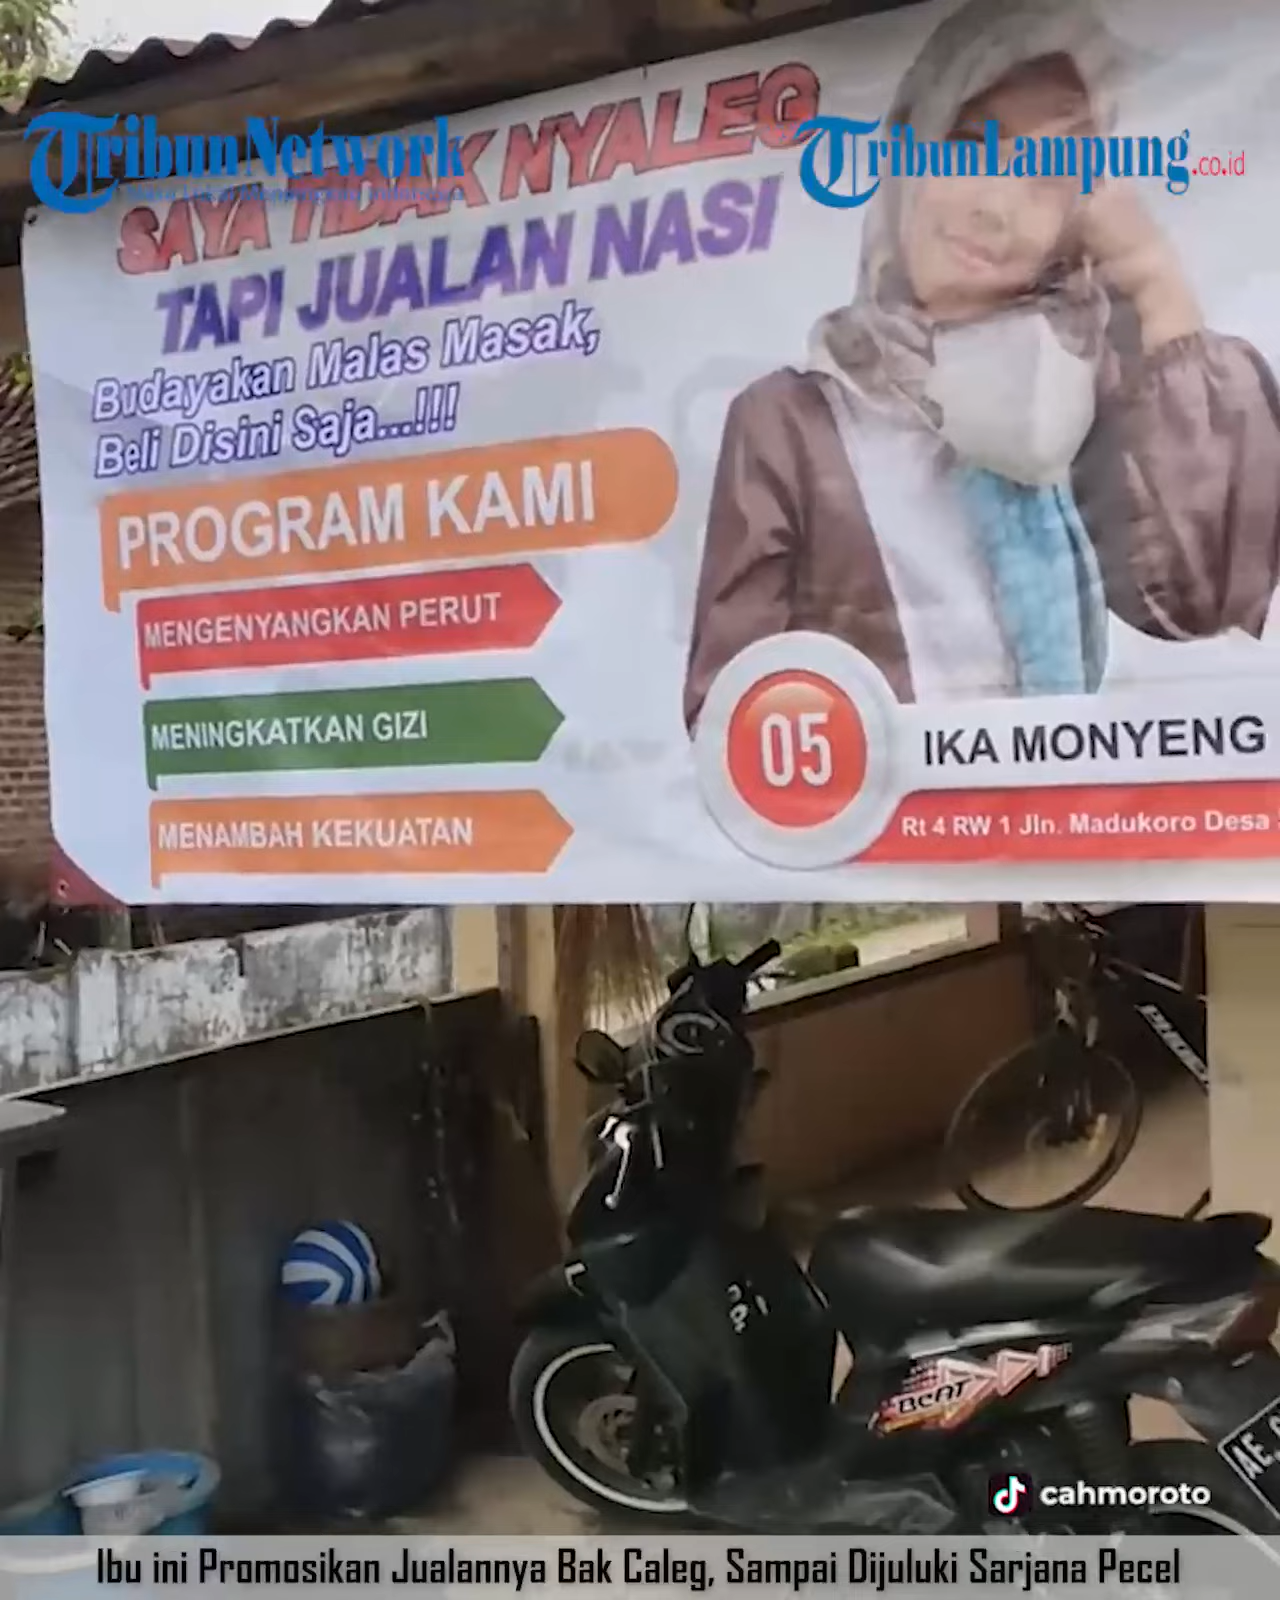 TribunNetwork
TribunLampung.co.id
SAYA TIDAK NYALEG
TAPI JUALAN NASI
Budayakan Malas Masak,
Beli Disini Saja...!!!
PROGRAM KAMI
MENGENYANGKAN PERUT
MENINGKATKAN GIZI
MENAMBAH KEKUATAN
05
IKA MONYENG
Rt 4 RW 1 Jln. Madukoro Desa
BeAT
AE
cahmoroto
Ibu ini Promosikan Jualannya Bak Caleg, Sampai Dijuluki Sarjana Pecel